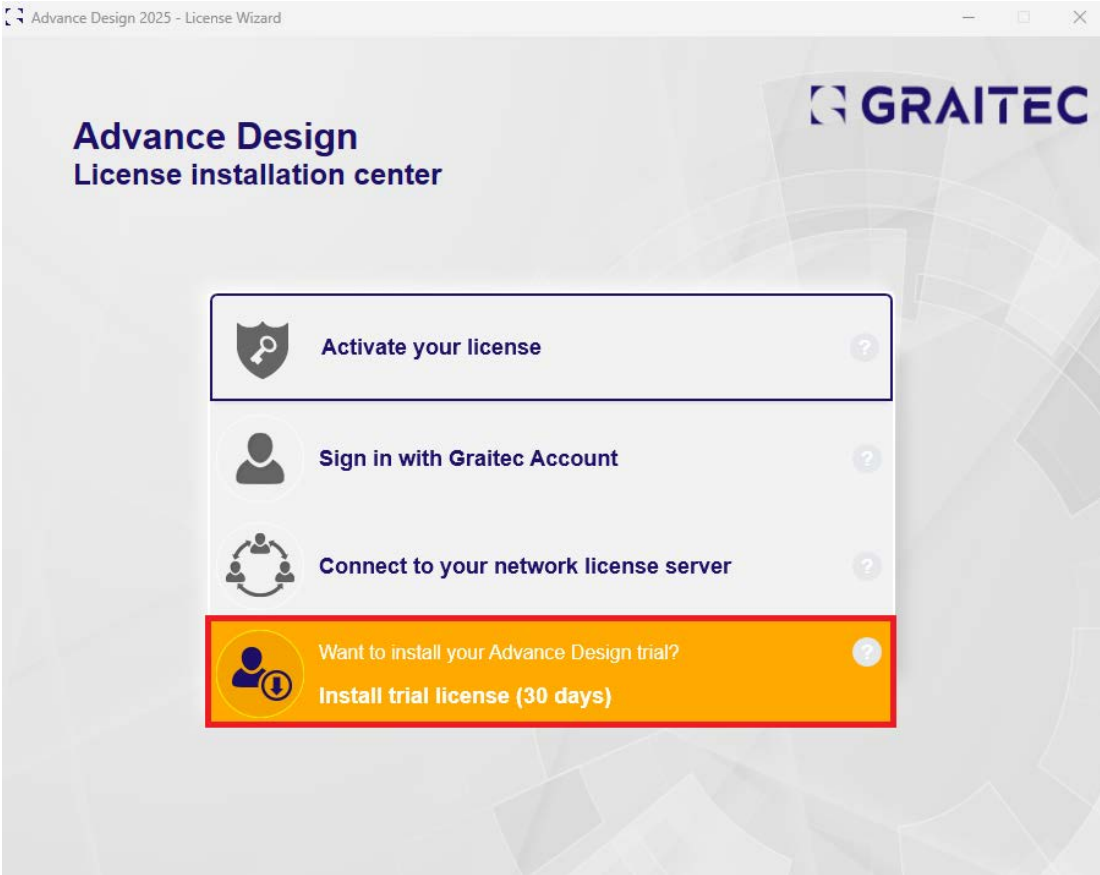 Advance Design 2025 - License Wizard
GRAITEC
Advance Design
License installation center
Activate your license
?
Sign in with Graitec Account
?
Connect to your network license server
?
Want to install your Advance Design trial?
?
Install trial license (30 days)